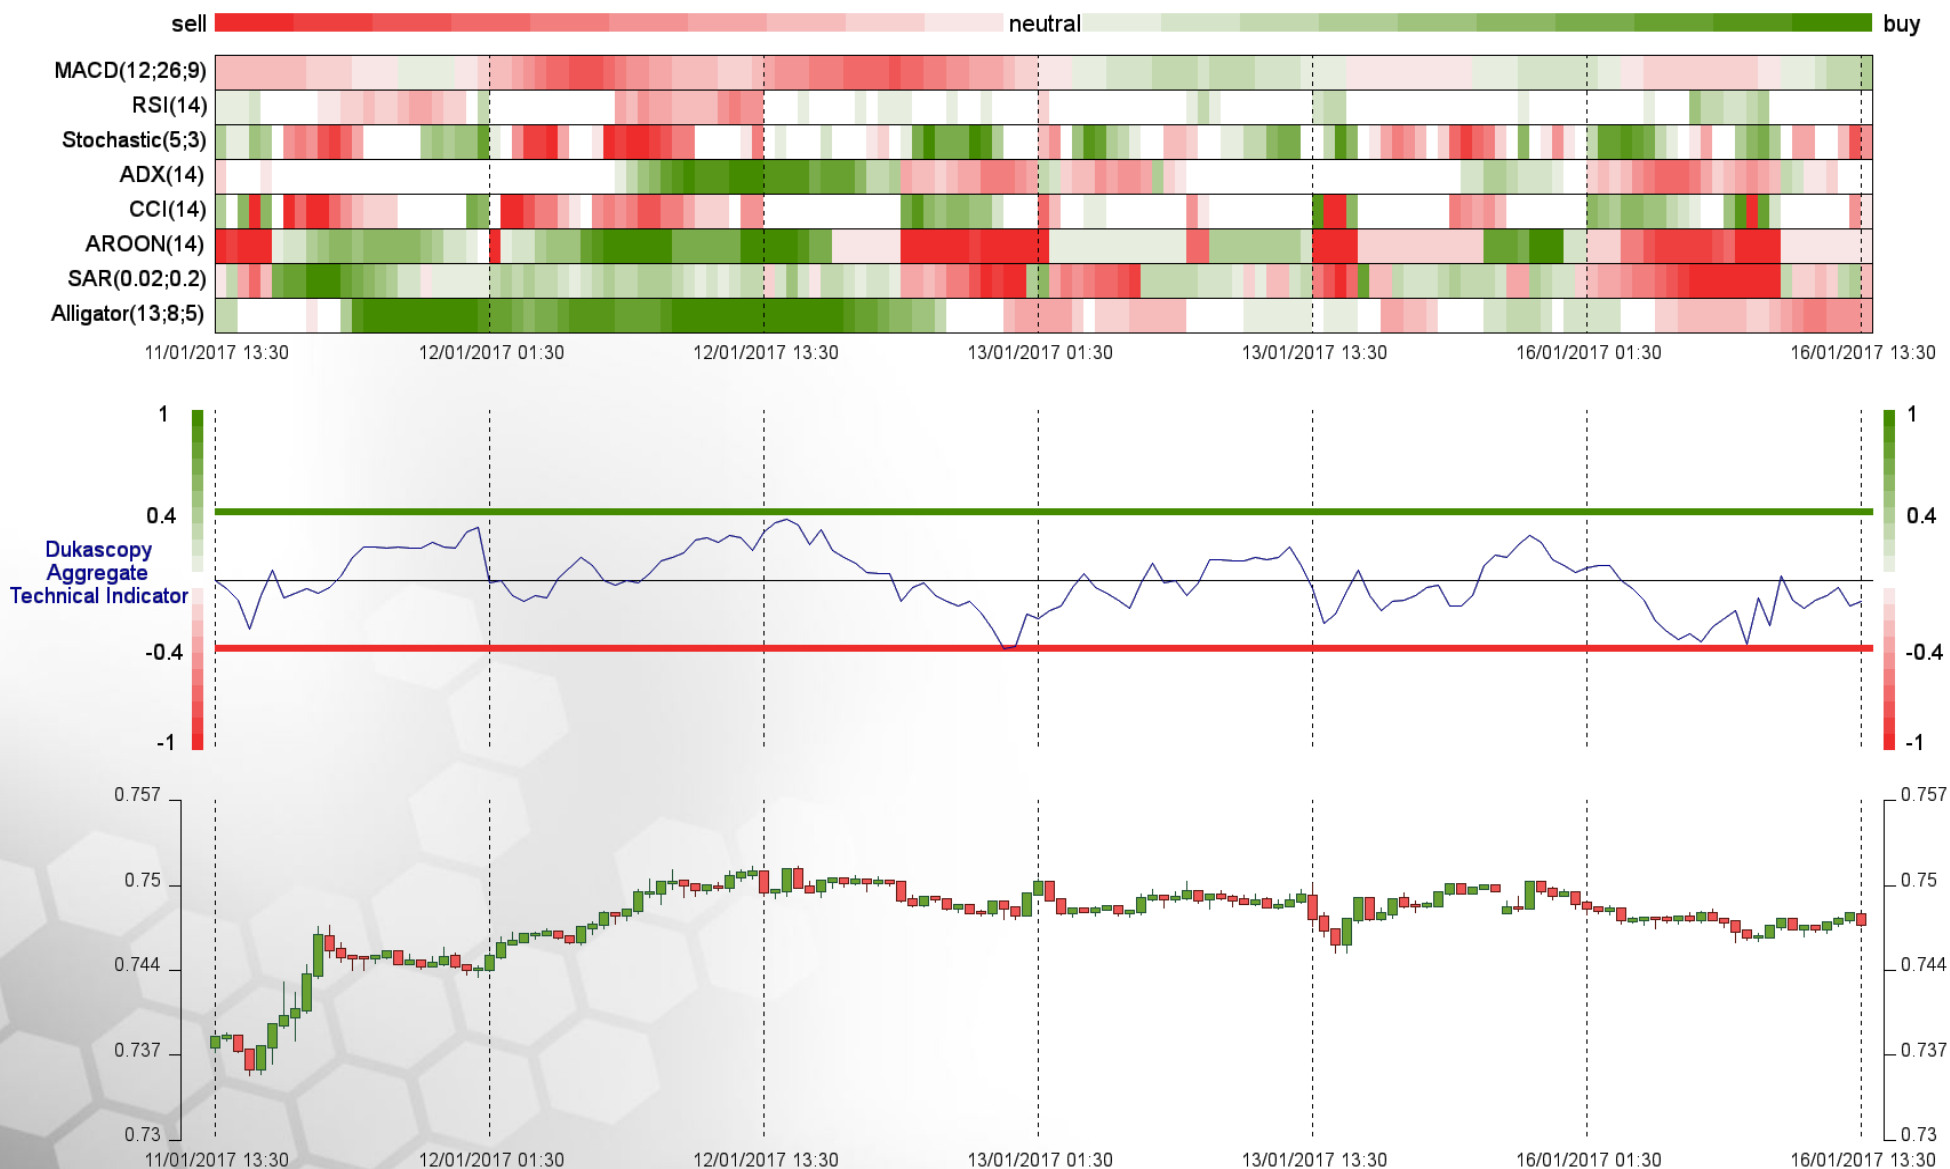 sell neutral buy
MACD(12;26;9)
RSI(14)
Stochastic(5;3)
ADX(14)
CCI(14)
AROON(14)
SAR(0.02;0.2)
Alligator(13;8;5)
11/01/2017 13:30 12/01/2017 01:30 12/01/2017 13:30 13/01/2017 01:30 13/01/2017 13:30 16/01/2017 01:30 16/01/2017 13:30
1 1
0.4 0.4
Dukascopy
Aggregate
Technical Indicator
-0.4 -0.4
-1 -1
0.757 0.757
0.75 0.75
0.744 0.744
0.737 0.737
0.73 0.73
11/01/2017 13:30 12/01/2017 01:30 12/01/2017 13:30 13/01/2017 01:30 13/01/2017 13:30 16/01/2017 01:30 16/01/2017 13:30